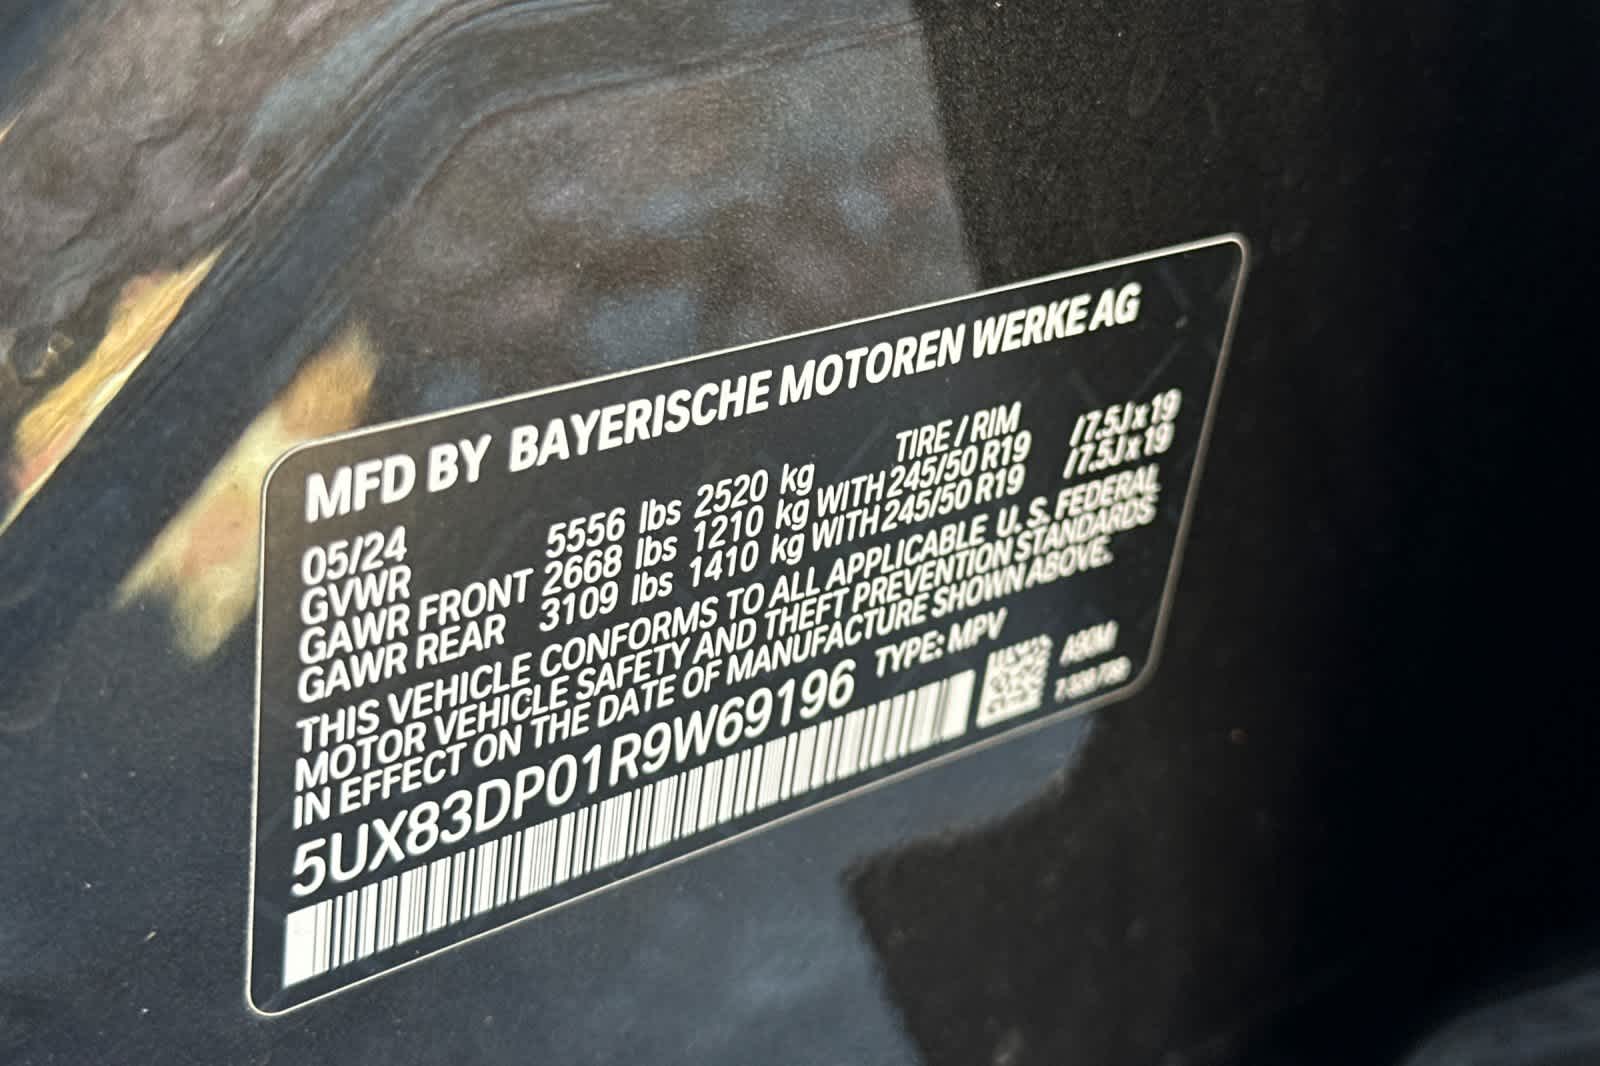 MFD BY BAYERISCHE MOTOREN WERKE AG
05/24 TIRE / RIM
GVWR 5556 lbs 2520 kg
GAWR FRONT 2668 lbs 1210 kg WITH 245/50 R19 / 7.5J x 19
GAWR REAR 3109 lbs 1410 kg WITH 245/50 R19 / 7.5J x 19
THIS VEHICLE CONFORMS TO ALL APPLICABLE U. S. FEDERAL
MOTOR VEHICLE SAFETY AND THEFT PREVENTION STANDARDS
IN EFFECT ON THE DATE OF MANUFACTURE SHOWN ABOVE.
5UX83DP01R9W69196 TYPE: MPV